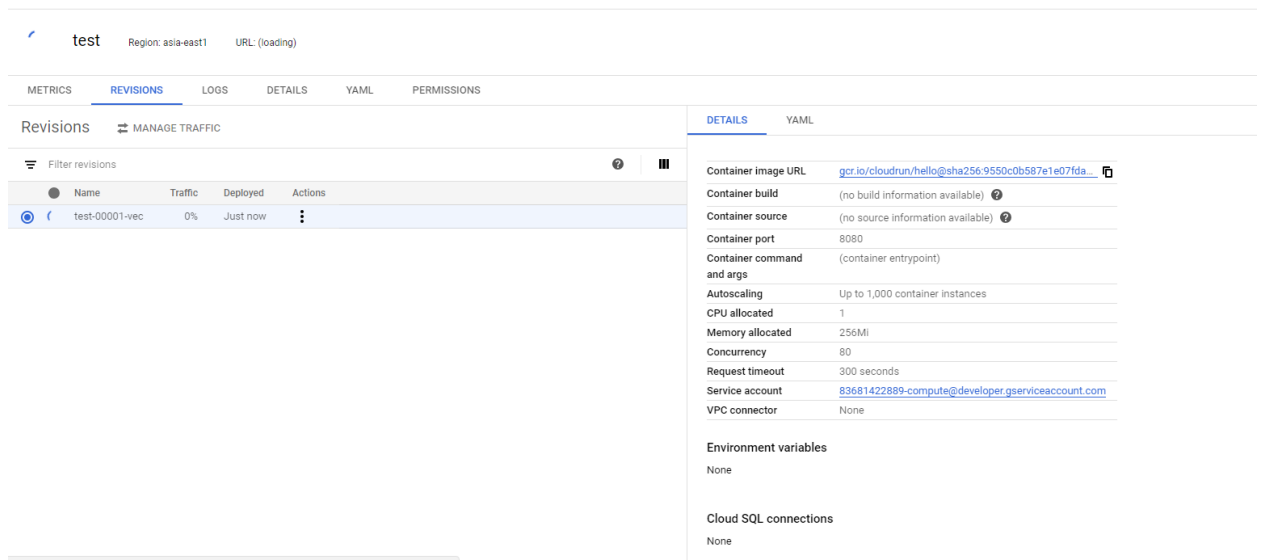 test Region: asia-east1 URL: (loading)
METRICS REVISIONS LOGS DETAILS YAML PERMISSIONS
Revisions MANAGE TRAFFIC
Filter revisions
Name Traffic Deployed Actions
test-00001-vec 0% Just now
DETAILS YAML
Container image URL gcr.io/cloudrun/hello@sha256:9550c0b587e1e07fda...
Container build (no build information available)
Container source (no source information available)
Container port 8080
Container command (container entrypoint)
and args
Autoscaling Up to 1,000 container instances
CPU allocated 1
Memory allocated 256Mi
Concurrency 80
Request timeout 300 seconds
Service account 83681422889-compute@developer.gserviceaccount.com
VPC connector None
Environment variables
None
Cloud SQL connections
None